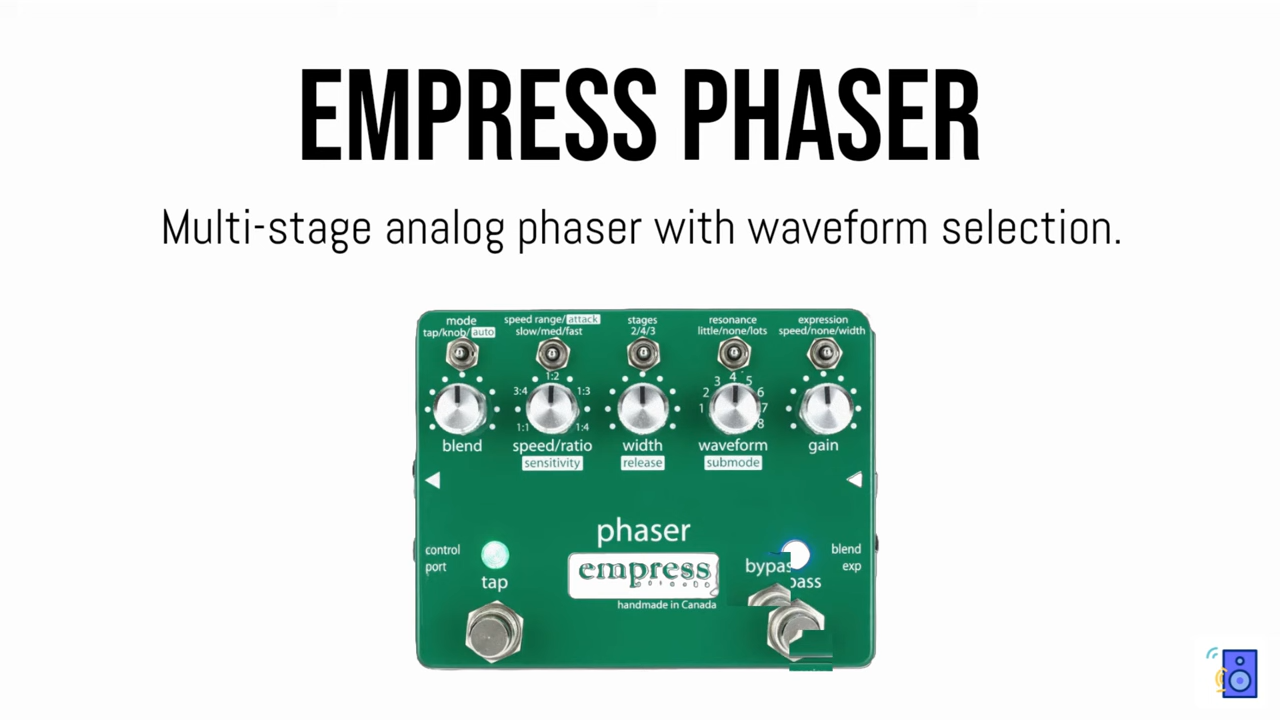 EMPRESS PHASER
Multi-stage analog phaser with waveform selection.
mode
tap/knob/auto
speed range/attack
slow/med/fast
stages
2/4/3
resonance
little/none/lots
expression
speed/none/width
1:1 3:4 1:2 1:3 1:4
1 2 3 4 5 6 7 8
blend
speed/ratio
sensitivity
width
release
waveform
submode
gain
phaser
empress
handmade in Canada
control
port
tap
blend
exp